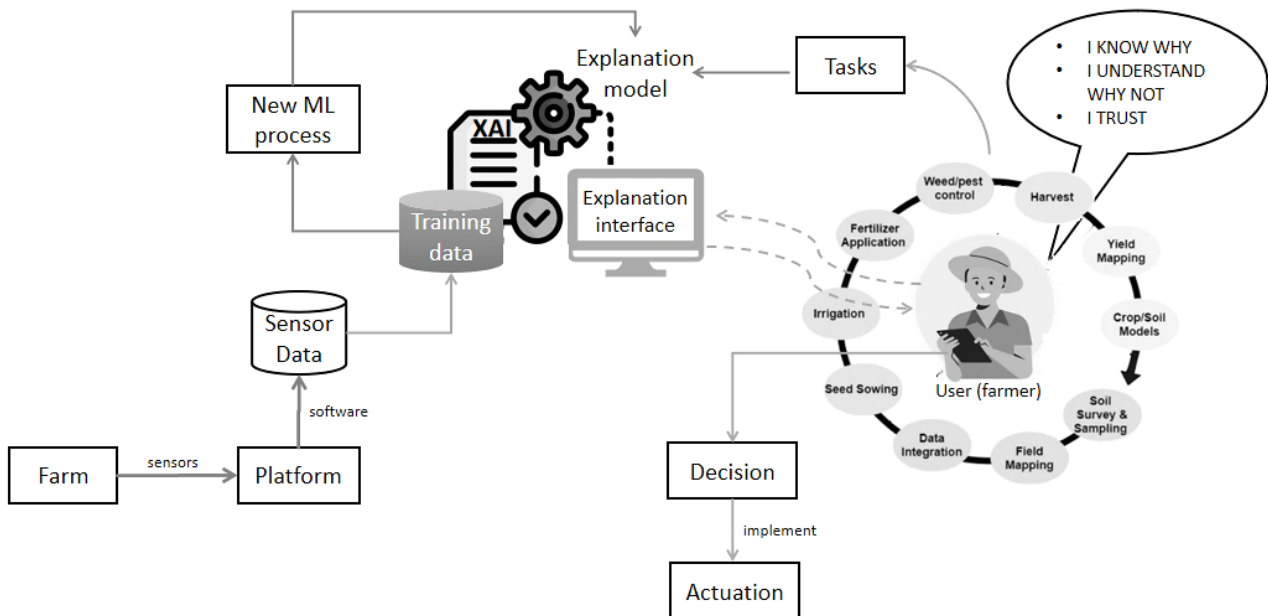 Explanation
model
Tasks
• I KNOW WHY
• I UNDERSTAND
WHY NOT
• I TRUST
New ML
process
XAI
Training
data
Explanation
interface
Weed/pest
control
Harvest
Fertilizer
Application
Yield
Mapping
Irrigation
Crop/Soil
Models
Seed Sowing
User (farmer)
Soil
Survey &
Sampling
Data
Integration
Field
Mapping
Sensor
Data
software
Farm
sensors
Platform
Decision
implement
Actuation